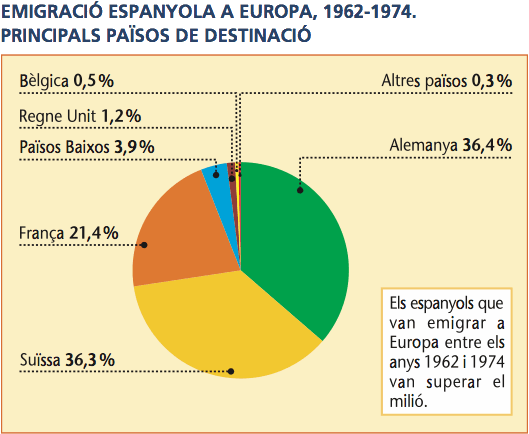 EMIGRACIÓ ESPANYOLA A EUROPA, 1962-1974.
PRINCIPALS PAÏSOS DE DESTINACIÓ
Bèlgica 0,5 %
Altres països 0,3 %
Regne Unit 1,2 %
Països Baixos 3,9 %
Alemanya 36,4 %
França 21,4 %
Suïssa 36,3 %
Els espanyols que
van emigrar a
Europa entre els
anys 1962 i 1974
van superar el
milió.